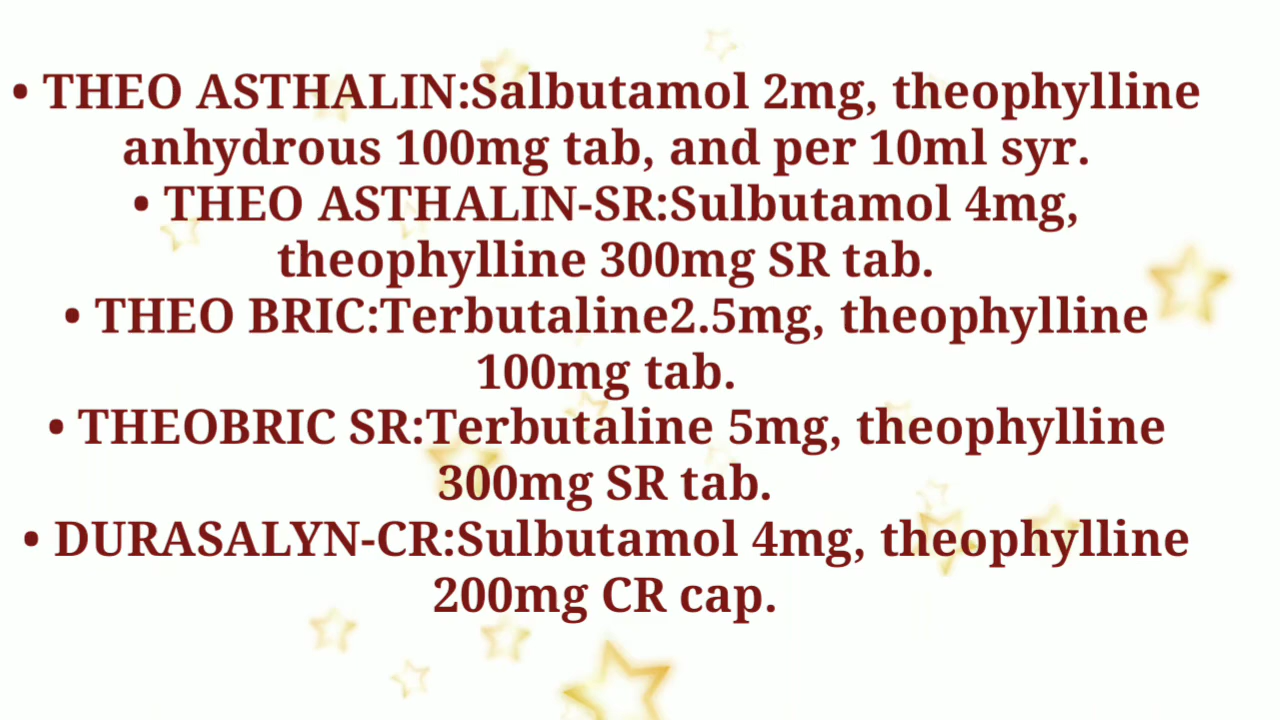 • THEO ASTHALIN:Salbutamol 2mg, theophylline
anhydrous 100mg tab, and per 10ml syr.
• THEO ASTHALIN-SR:Sulbutamol 4mg,
theophylline 300mg SR tab.
• THEO BRIC:Terbutaline2.5mg, theophylline
100mg tab.
• THEOBRIC SR:Terbutaline 5mg, theophylline
300mg SR tab.
• DURASALYN-CR:Sulbutamol 4mg, theophylline
200mg CR cap.